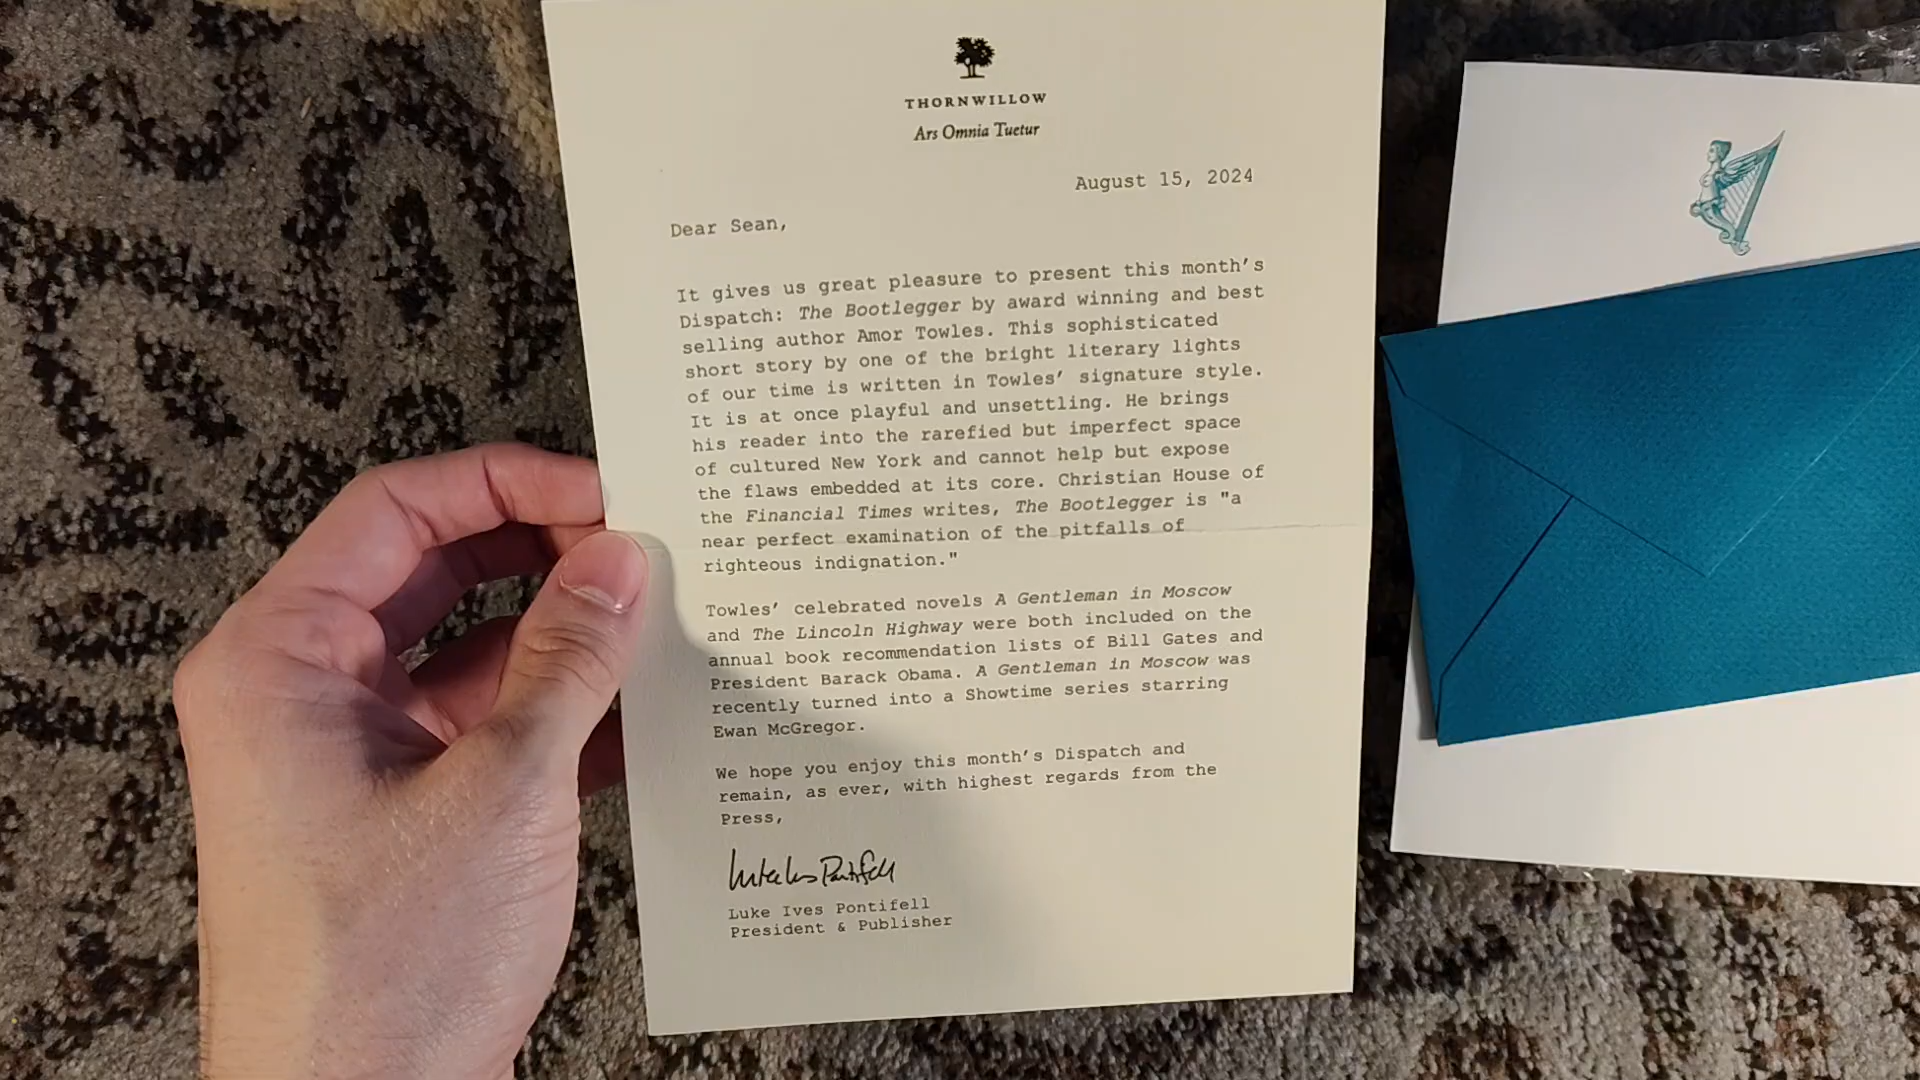 THORNWILLOW
Ars Omnia Tuetur
August 15, 2024
Dear Sean,
It gives us great pleasure to present this month's
Dispatch: The Bootlegger by award winning and best
selling author Amor Towles. This sophisticated
short story by one of the bright literary lights
of our time is written in Towles' signature style.
It is at once playful and unsettling. He brings
his reader into the rarefied but imperfect space
of cultured New York and cannot help but expose
the flaws embedded at its core. Christian House of
the Financial Times writes, The Bootlegger is "a
near perfect examination of the pitfalls of
righteous indignation."
Towles' celebrated novels A Gentleman in Moscow
and The Lincoln Highway were both included on the
annual book recommendation lists of Bill Gates and
President Barack Obama. A Gentleman in Moscow was
recently turned into a Showtime series starring
Ewan McGregor.
We hope you enjoy this month's Dispatch and
remain, as ever, with highest regards from the
Press,
Luke Ives Pontifell
Luke Ives Pontifell
President & Publisher